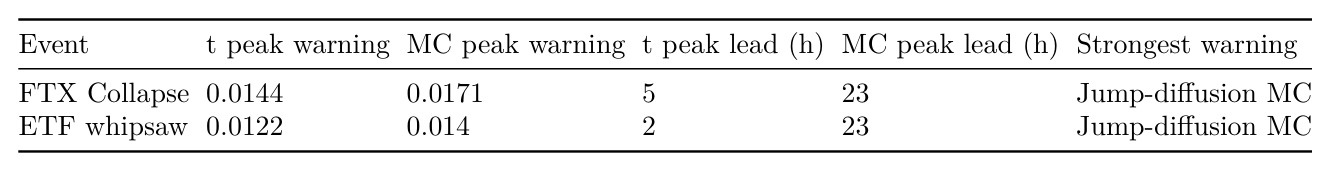 Event t peak warning MC peak warning t peak lead (h) MC peak lead (h) Strongest warning
FTX Collapse 0.0144 0.0171 5 23 Jump-diffusion MC
ETF whipsaw 0.0122 0.014 2 23 Jump-diffusion MC